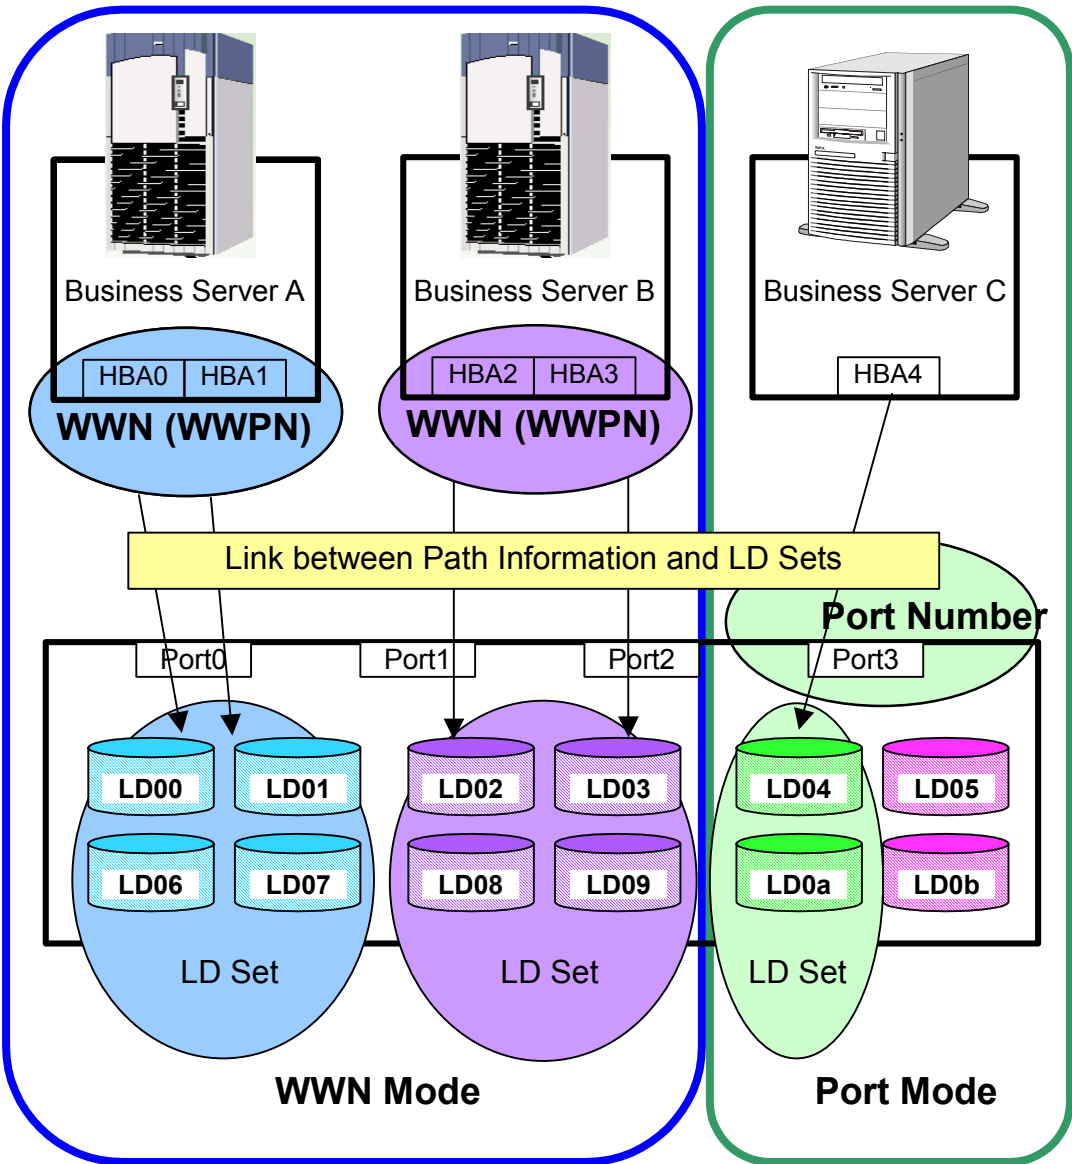 Business Server A
Business Server B
Business Server C
HBA0
HBA1
HBA2
HBA3
HBA4
WWN (WWPN)
WWN (WWPN)
Link between Path Information and LD Sets
Port Number
Port0
Port1
Port2
Port3
LD00
LD01
LD02
LD03
LD04
LD05
LD06
LD07
LD08
LD09
LD0a
LD0b
LD Set
LD Set
LD Set
WWN Mode
Port Mode